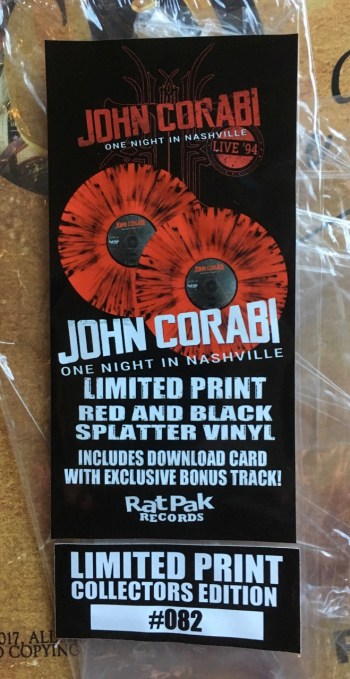 JOHN CORABI
ONE NIGHT IN NASHVILLE
LIVE '94
JOHN CORABI
JOHN CORABI
JOHN CORABI
ONE NIGHT IN NASHVILLE
LIMITED PRINT
RED AND BLACK
SPLATTER VINYL
INCLUDES DOWNLOAD CARD
WITH EXCLUSIVE BONUS TRACK!
RatPak
RECORDS
LIMITED PRINT
COLLECTORS EDITION
#082
2017. ALL
COPYING